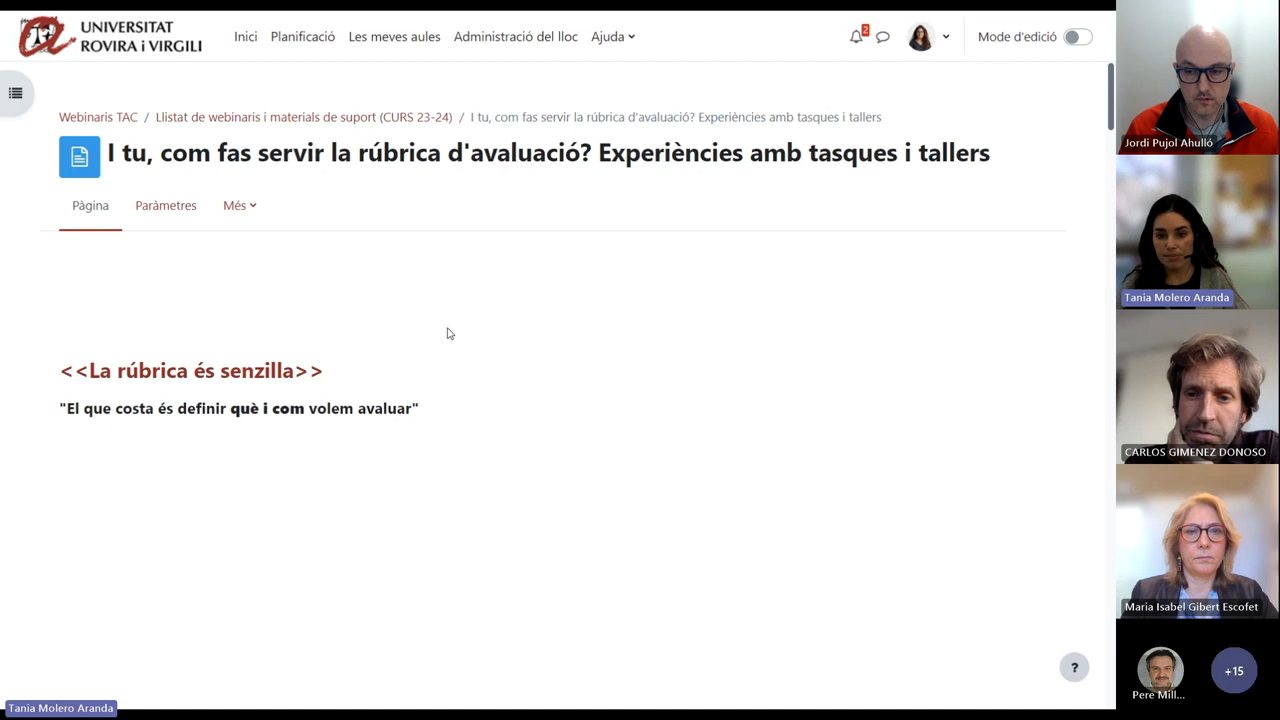 UNIVERSITAT
ROVIRA i VIRGILI
Inici Planificació Les meves aules Administració del lloc Ajuda
2
Mode d'edició
Webinaris TAC / Llistat de webinaris i materials de suport (CURS 23-24) / I tu, com fas servir la rúbrica d'avaluació? Experiències amb tasques i tallers
I tu, com fas servir la rúbrica d'avaluació? Experiències amb tasques i tallers
Pàgina Paràmetres Més
<<La rúbrica és senzilla>>
"El que costa és definir què i com volem avaluar"
?
Tania Molero Aranda
Jordi Pujol Ahulló
Tania Molero Aranda
CARLOS GIMENEZ DONOSO
Maria Isabel Gibert Escofet
Pere Mill...
+15